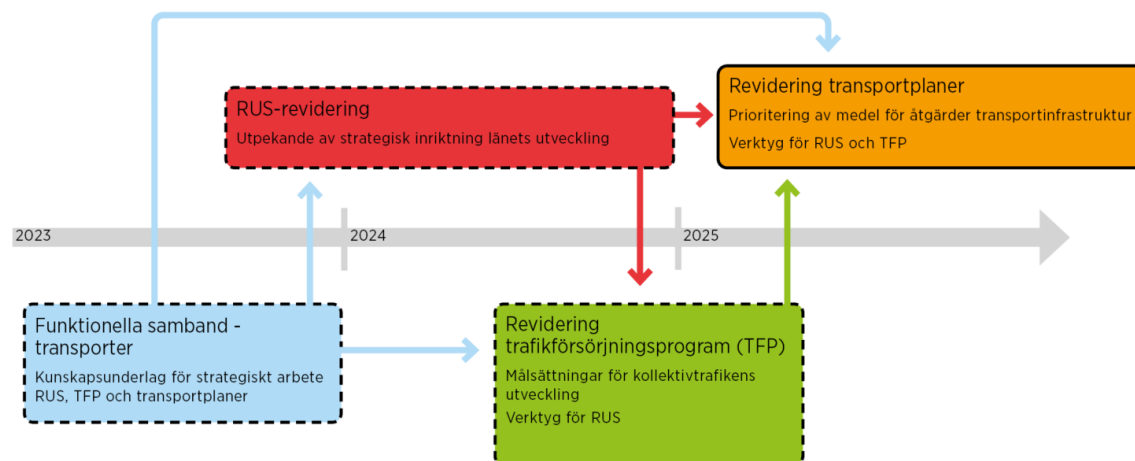 Revidering transportplaner
Prioritering av medel för åtgärder transportinfrastruktur
Verktyg för RUS och TFP
RUS-revidering
Utpekande av strategisk inriktning länets utveckling
2023
2024
2025
Funktionella samband -
transporter
Kunskapsunderlag för strategiskt arbete
RUS, TFP och transportplaner
Revidering
trafikförsörjningsprogram (TFP)
Målsättningar för kollektivtrafikens
utveckling
Verktyg för RUS